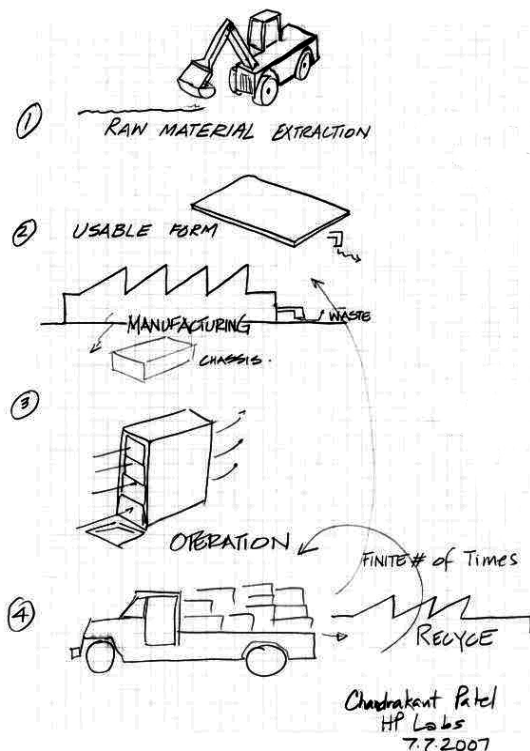 ① RAW MATERIAL EXTRACTION
② USABLE FORM
WASTE
MANUFACTURING
CHASSIS.
③
OPERATION
FINITE # of Times
④
RECYCE
Chandrakant Patel
HP Labs
7.7.2007